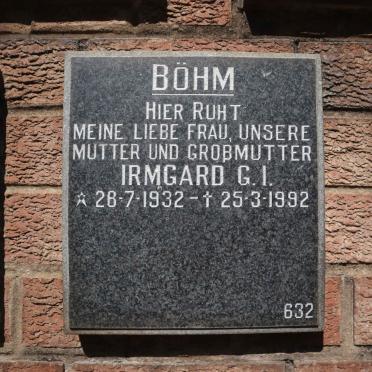 BÖHM
HIER RUHT
MEINE LIEBE FRAU, UNSERE
MUTTER UND GROßMUTTER
IRMGARD G. I.
☆ 28-7-1932 - ✝ 25-3-1992
632